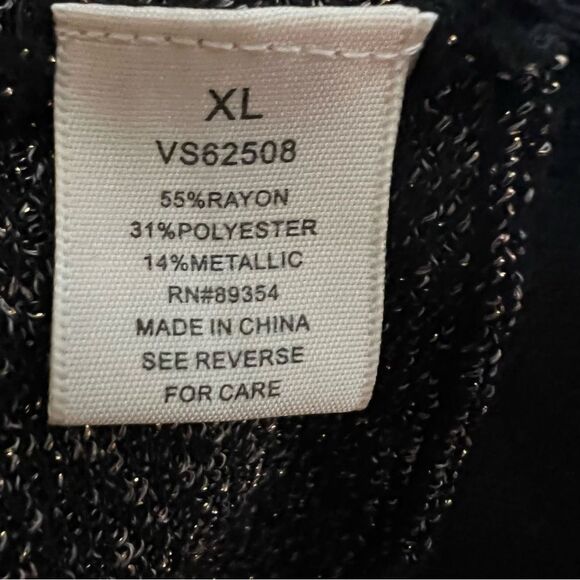 XL
VS62508
55%RAYON
31%POLYESTER
14%METALLIC
RN#89354
MADE IN CHINA
SEE REVERSE
FOR CARE